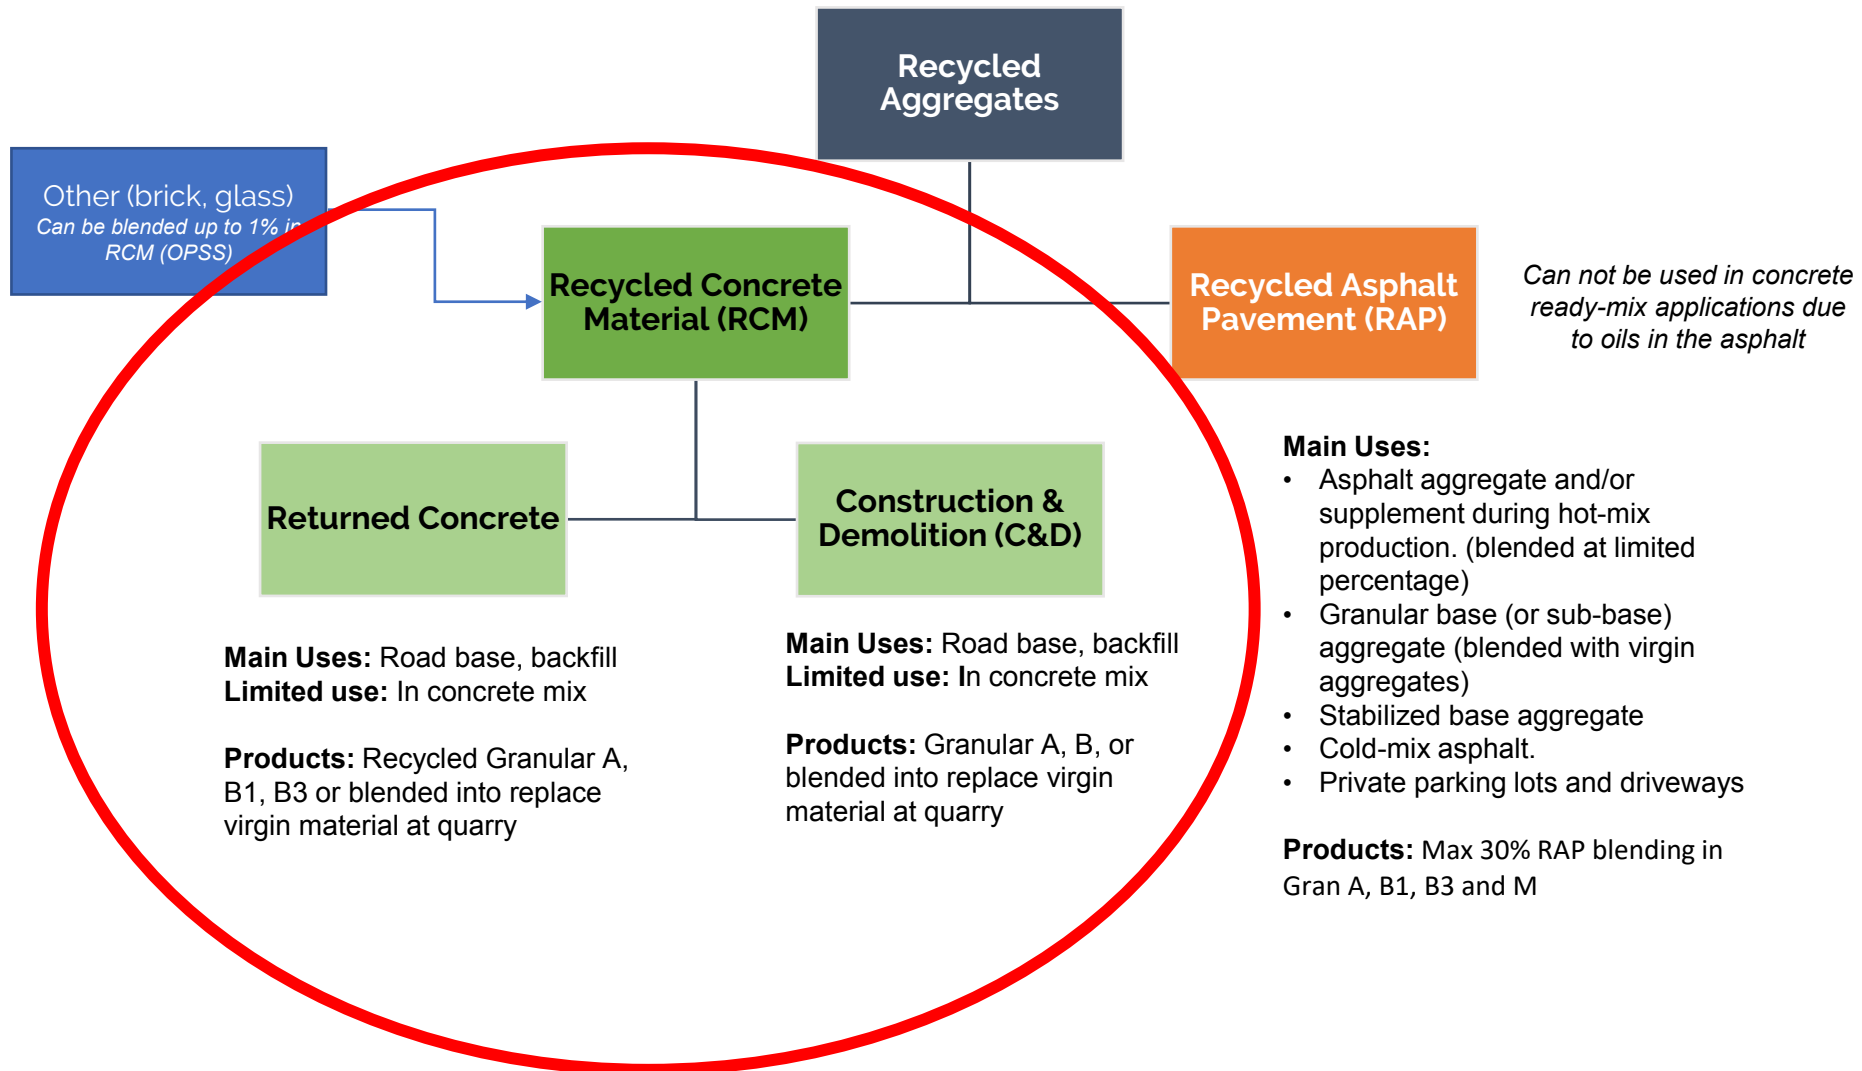 Recycled
Aggregates
Other (brick, glass)
Can be blended up to 1% in
RCM (OPSS)
Recycled Concrete
Material (RCM)
Recycled Asphalt
Pavement (RAP)
Can not be used in concrete
ready-mix applications due
to oils in the asphalt
Returned Concrete
Construction &
Demolition (C&D)
Main Uses: Road base, backfill
Limited use: In concrete mix
Products: Recycled Granular A,
B1, B3 or blended into replace
virgin material at quarry
Main Uses: Road base, backfill
Limited use: In concrete mix
Products: Granular A, B, or
blended into replace virgin
material at quarry
Main Uses:
• Asphalt aggregate and/or
supplement during hot-mix
production. (blended at limited
percentage)
• Granular base (or sub-base)
aggregate (blended with virgin
aggregates)
• Stabilized base aggregate
• Cold-mix asphalt.
• Private parking lots and driveways
Products: Max 30% RAP blending in
Gran A, B1, B3 and M